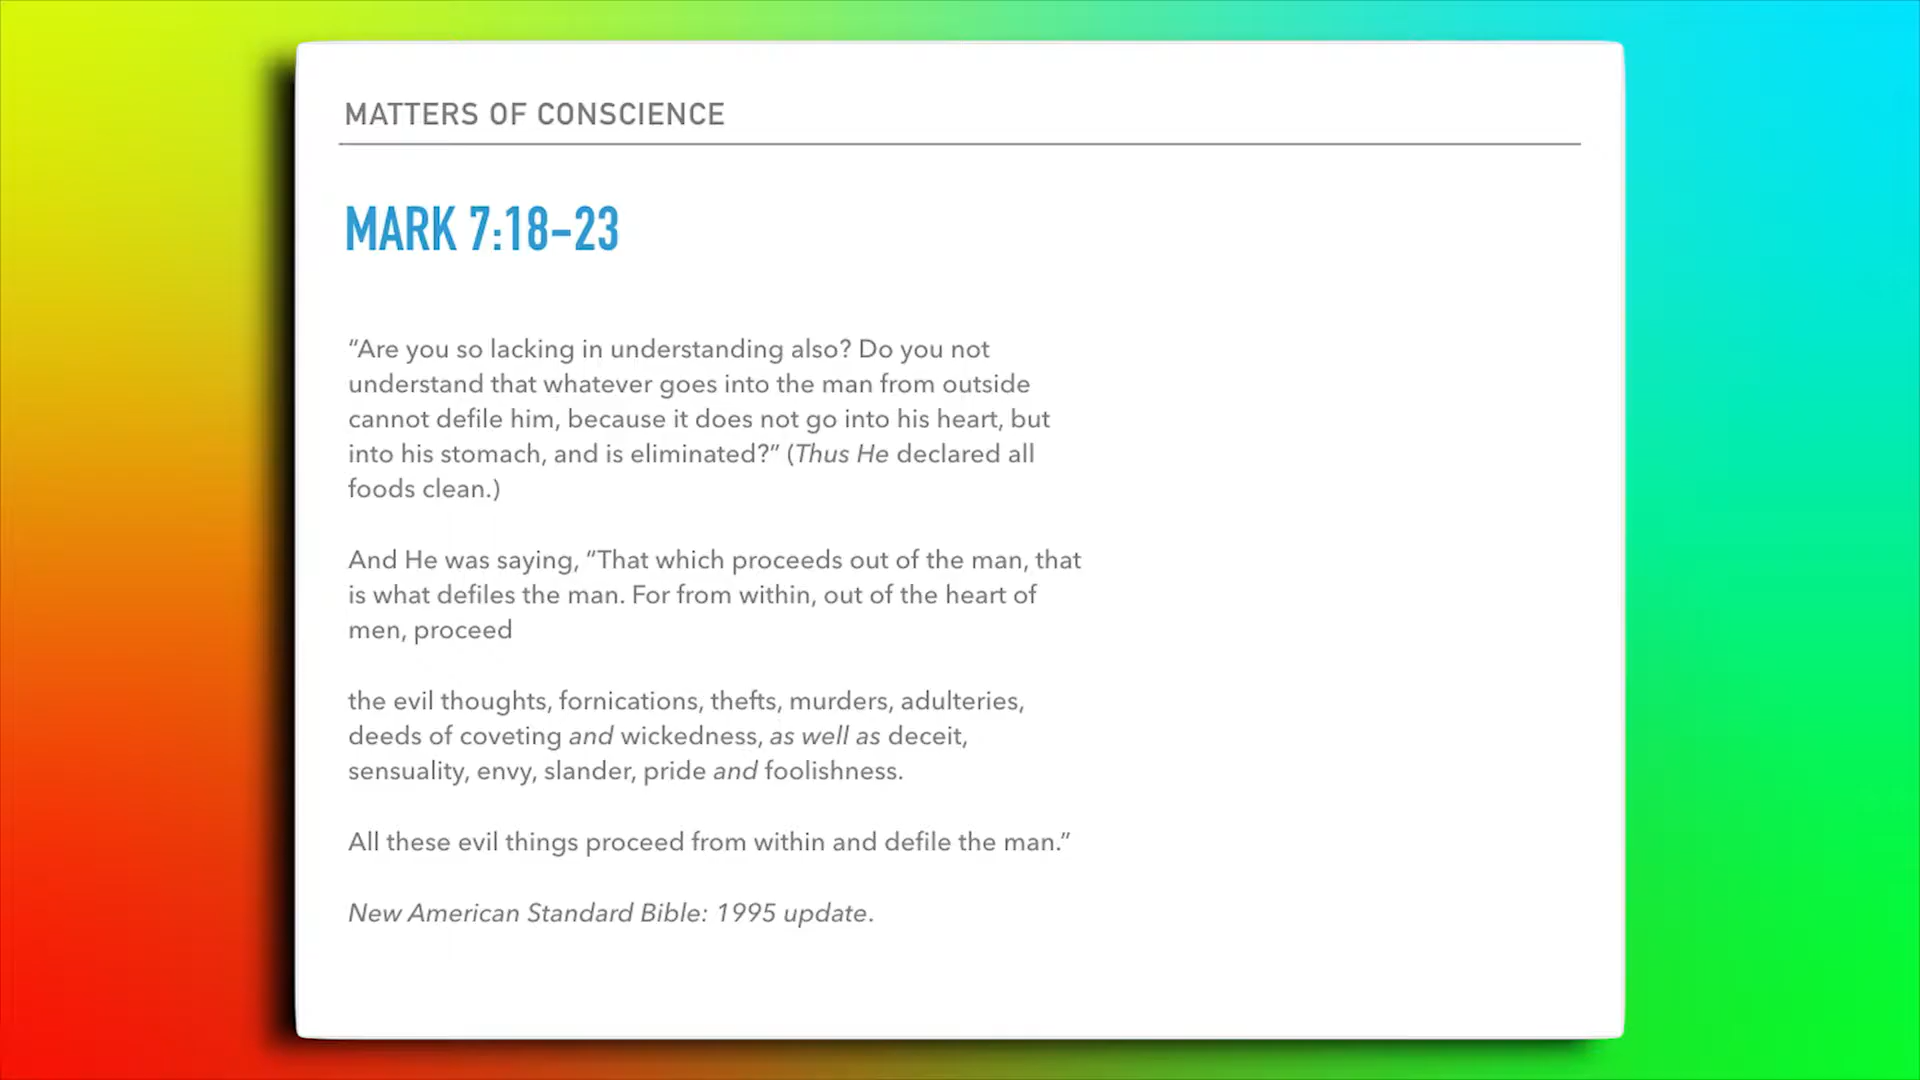 MATTERS OF CONSCIENCE
MARK 7:18–23
“Are you so lacking in understanding also? Do you not
understand that whatever goes into the man from outside
cannot defile him, because it does not go into his heart, but
into his stomach, and is eliminated?” (Thus He declared all
foods clean.)
And He was saying, “That which proceeds out of the man, that
is what defiles the man. For from within, out of the heart of
men, proceed
the evil thoughts, fornications, thefts, murders, adulteries,
deeds of coveting and wickedness, as well as deceit,
sensuality, envy, slander, pride and foolishness.
All these evil things proceed from within and defile the man.”
New American Standard Bible: 1995 update.